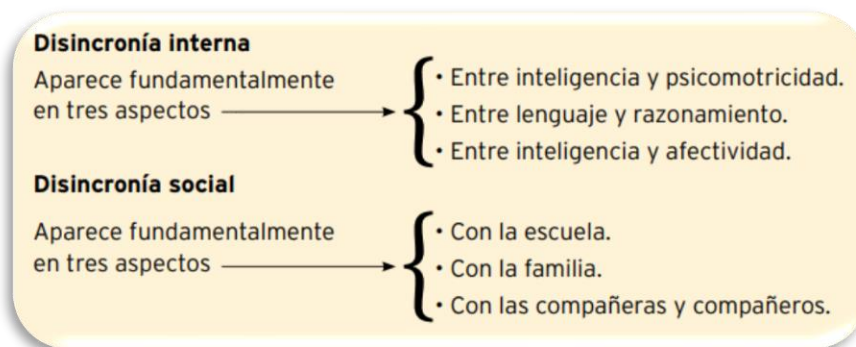 Disincronía interna
Aparece fundamentalmente
en tres aspectos
• Entre inteligencia y psicomotricidad.
• Entre lenguaje y razonamiento.
• Entre inteligencia y afectividad.
Disincronía social
Aparece fundamentalmente
en tres aspectos
• Con la escuela.
• Con la familia.
• Con las compañeras y compañeros.